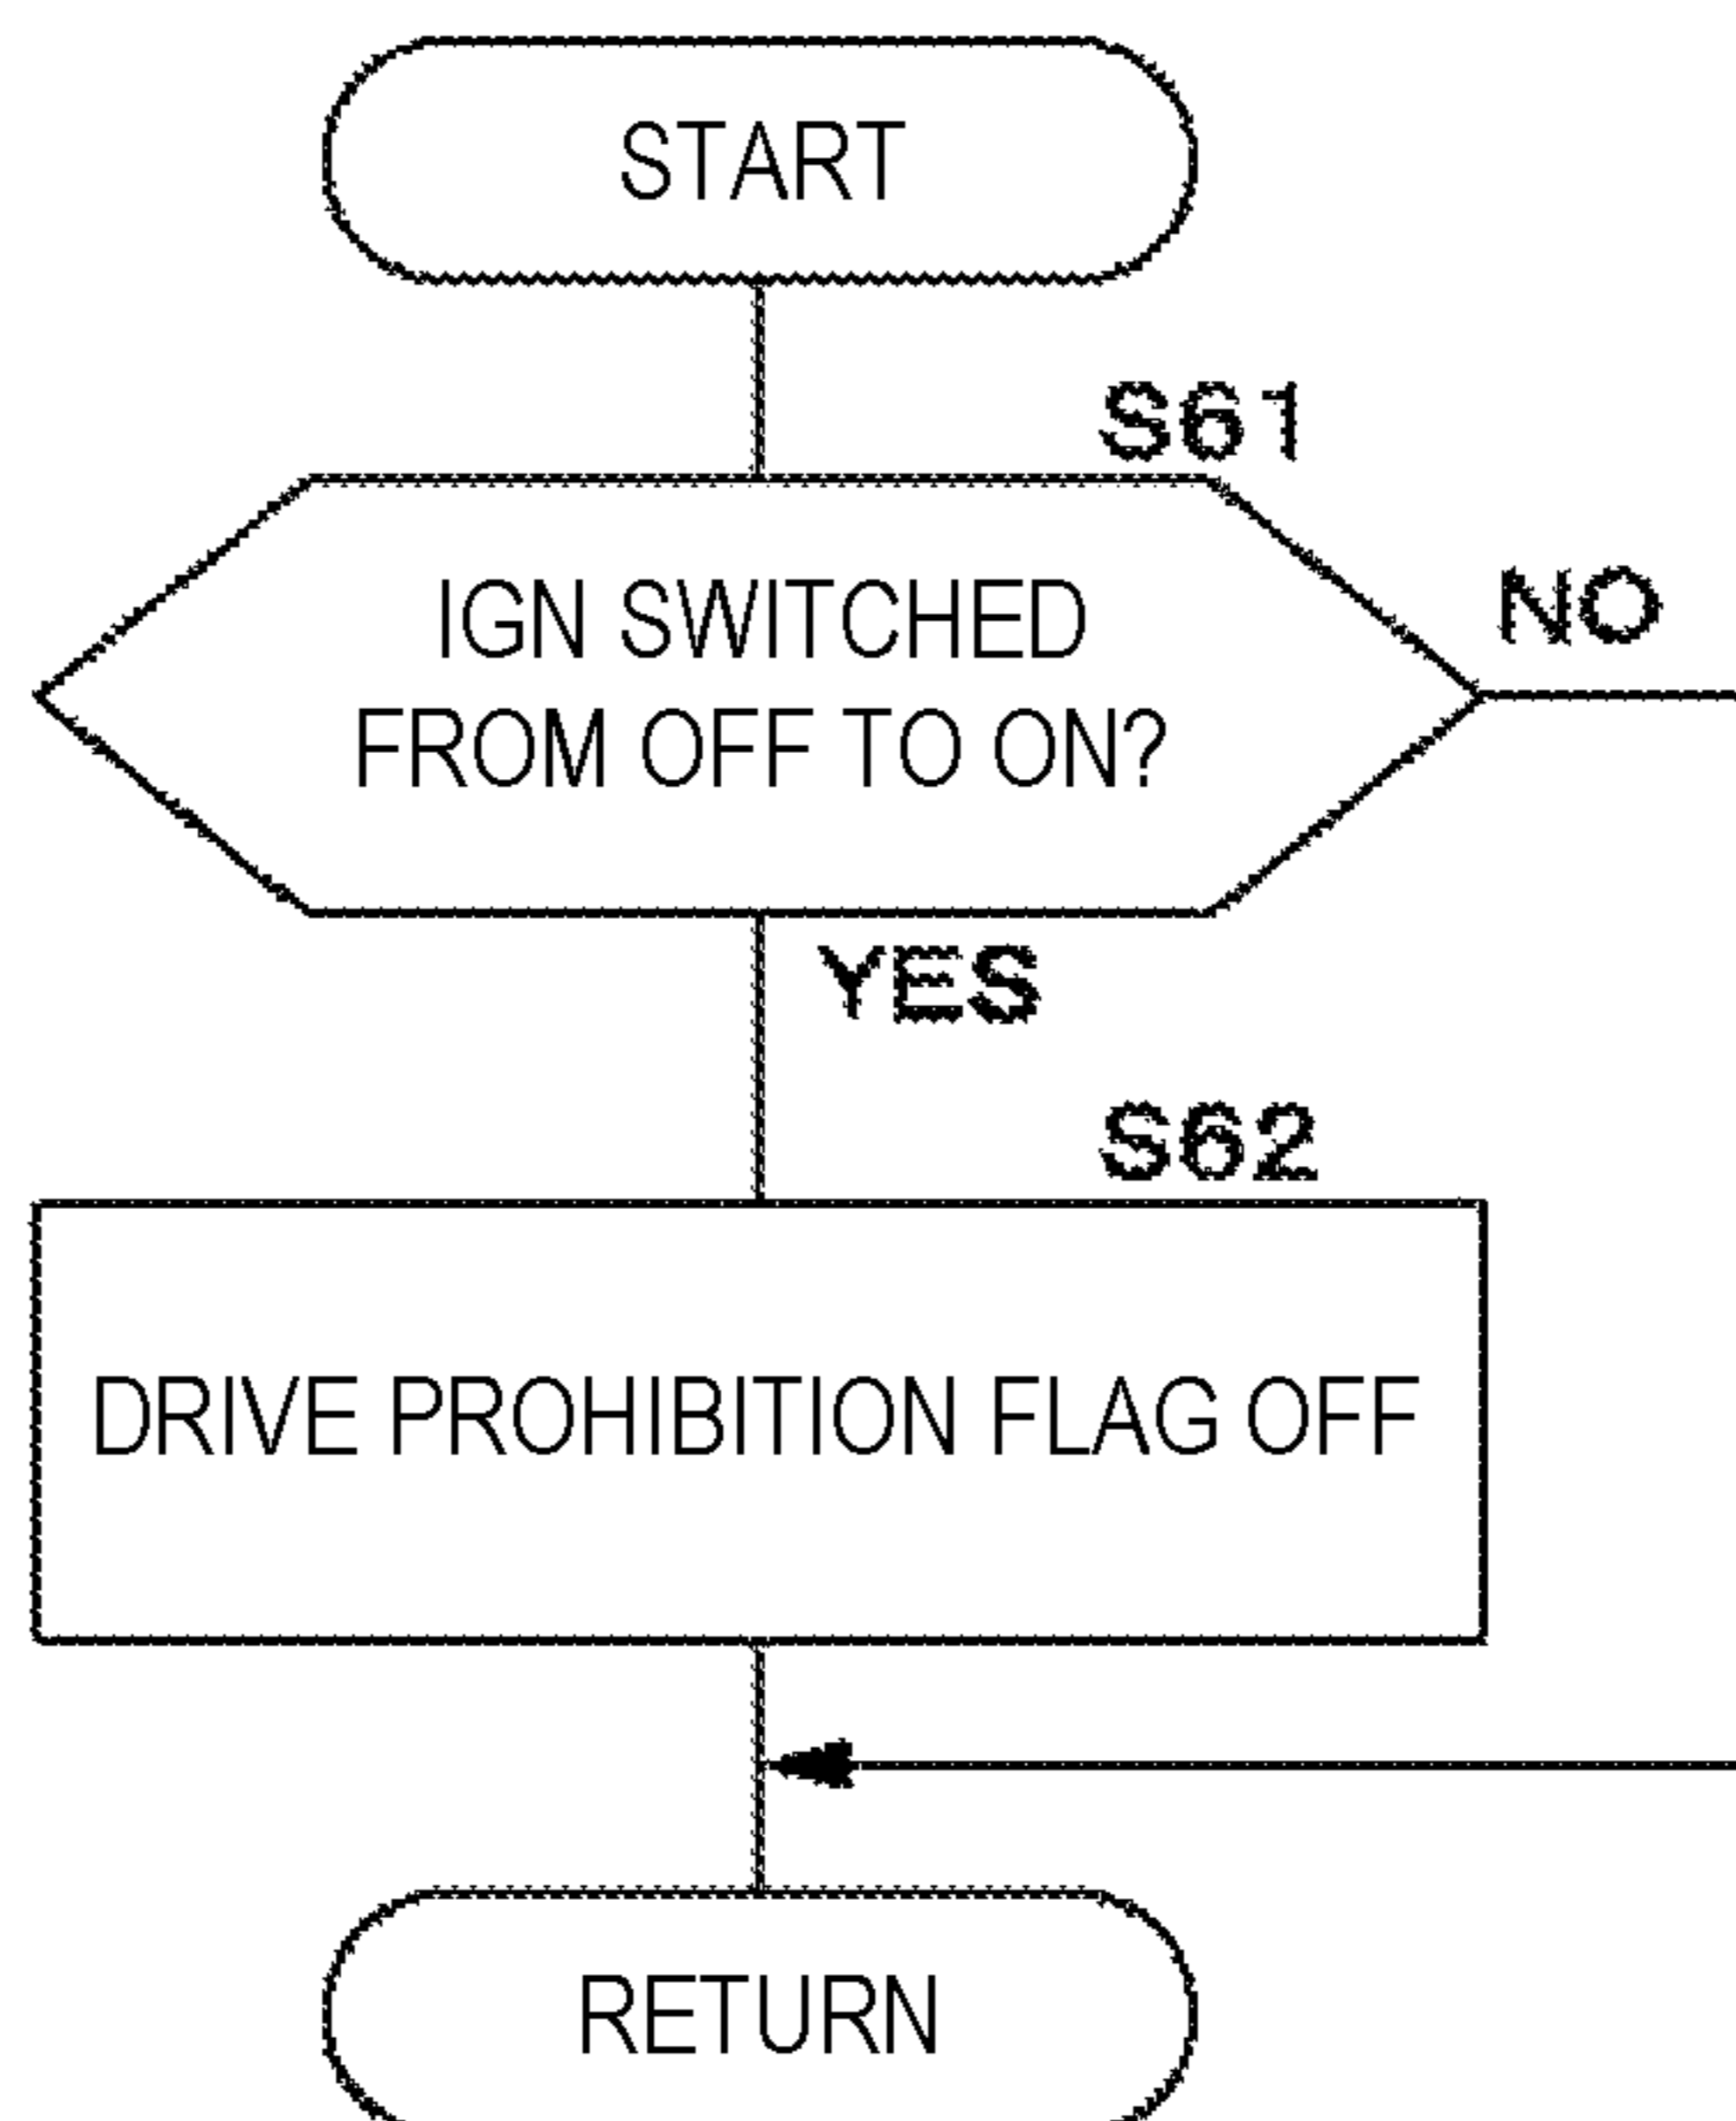 START
S61
IGN SWITCHED
FROM OFF TO ON?
NO
YES
S62
DRIVE PROHIBITION FLAG OFF
RETURN